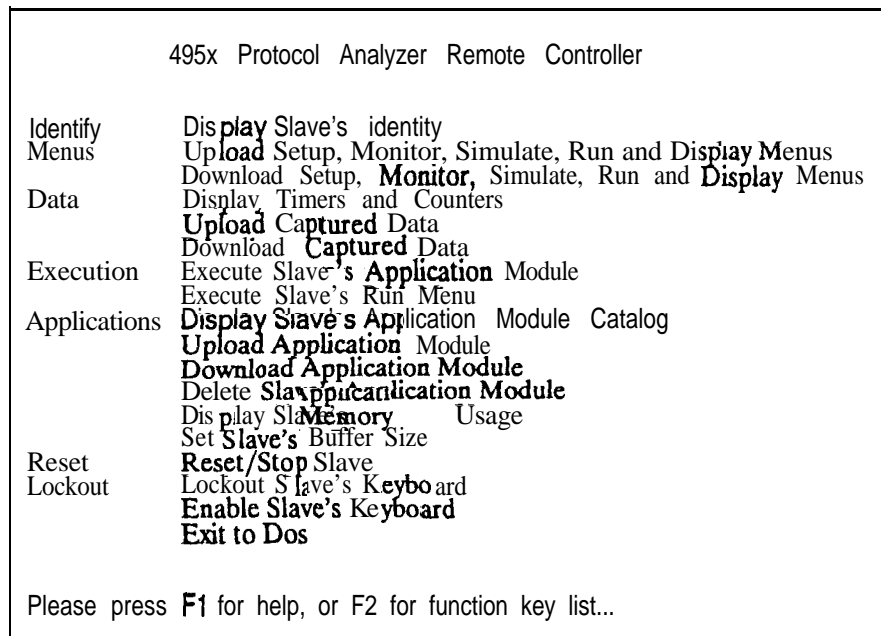 495x Protocol Analyzer Remote Controller
Identify Display Slave's identity
Menus Upload Setup, Monitor, Simulate, Run and Display Menus
Download Setup, Monitor, Simulate, Run and Display Menus
Data Display Timers and Counters
Upload Captured Data
Download Captured Data
Execution Execute Slave's Application Module
Execute Slave's Run Menu
Applications Display Slave's Application Module Catalog
Upload Application Module
Download Application Module
Delete Module
Display Slave's Memory Usage
Set Slave's Buffer Size
Reset Reset/Stop Slave
Lockout Lockout Slave's Keyboard
Enable Slave's Keyboard
Exit to Dos
Please press F1 for help, or F2 for function key list...